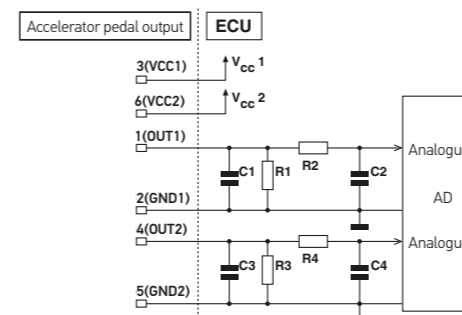 Accelerator pedal output
ECU
3(VCC1)
Vcc 1
6(VCC2)
Vcc 2
1(OUT1)
C1
R1
R2
C2
Analogu
AD
2(GND1)
4(OUT2)
C3
R3
R4
C4
Analogu
5(GND2)